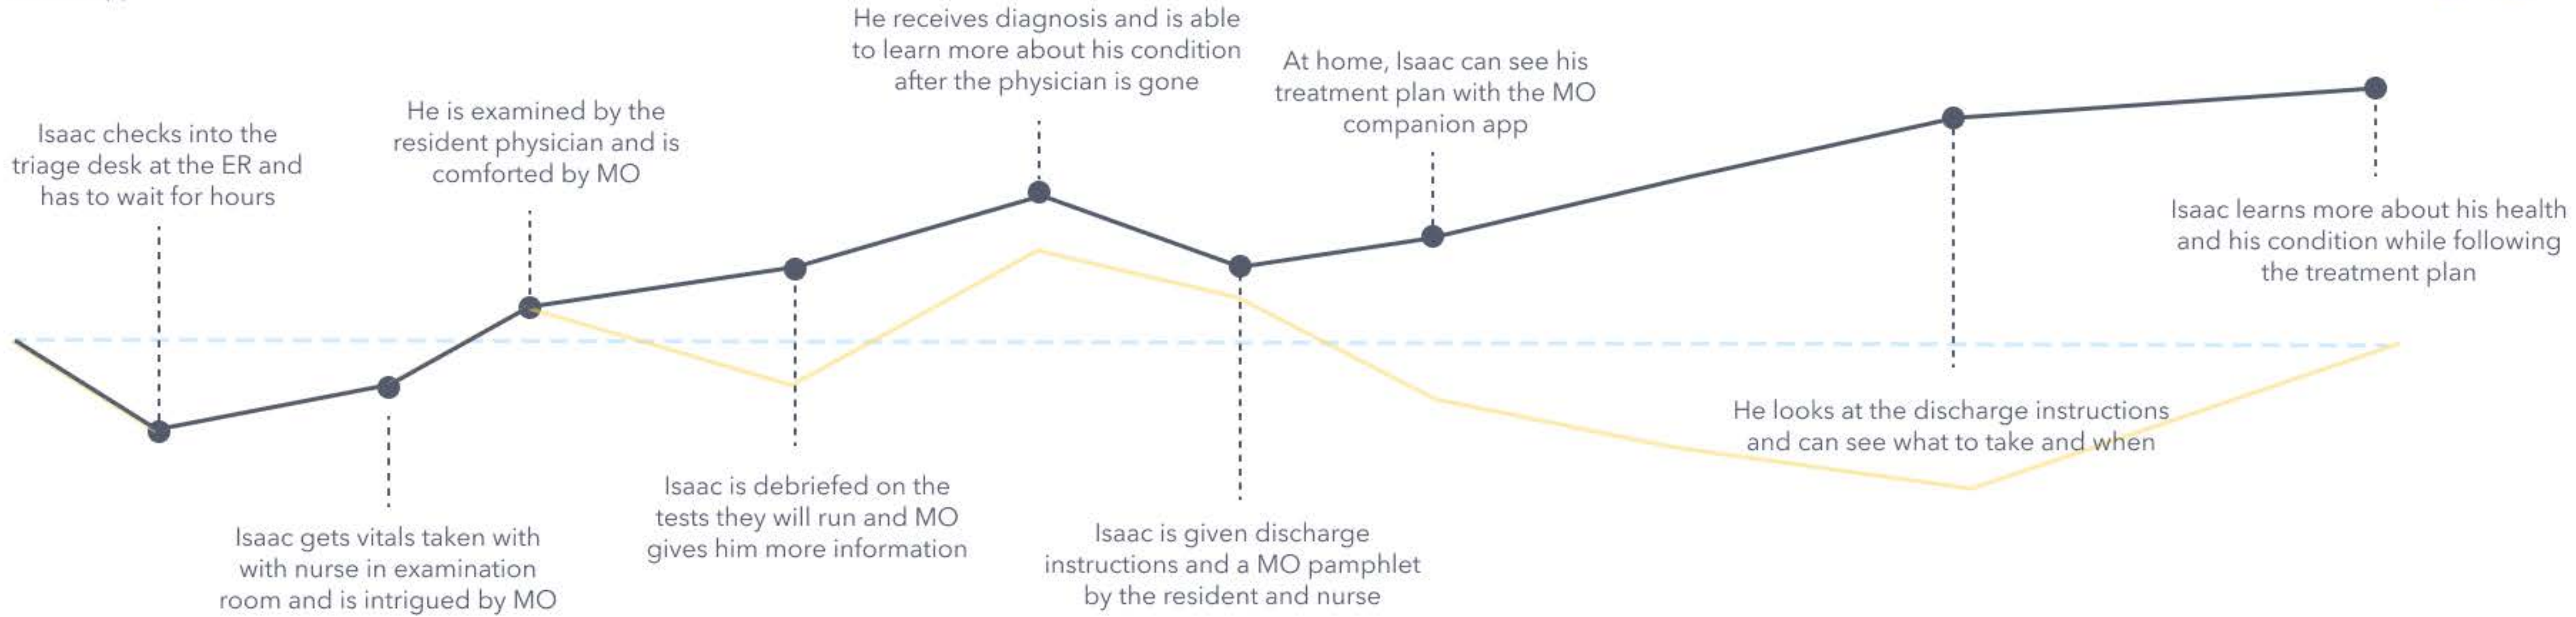 Isaac checks into the
triage desk at the ER and
has to wait for hours
Isaac gets vitals taken with
with nurse in examination
room and is intrigued by MO
He is examined by the
resident physician and is
comforted by MO
Isaac is debriefed on the
tests they will run and MO
gives him more information
He receives diagnosis and is able
to learn more about his condition
after the physician is gone
Isaac is given discharge
instructions and a MO pamphlet
by the resident and nurse
At home, Isaac can see his
treatment plan with the MO
companion app
He looks at the discharge instructions
and can see what to take and when
Isaac learns more about his health
and his condition while following
the treatment plan